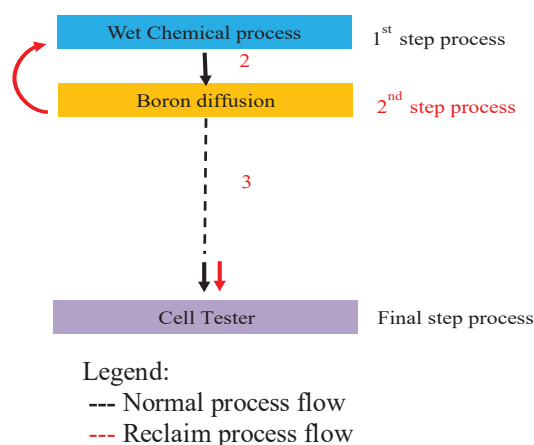 Wet Chemical process
1st step process
2
Boron diffusion
2nd step process
3
Cell Tester
Final step process
Legend:
--- Normal process flow
--- Reclaim process flow